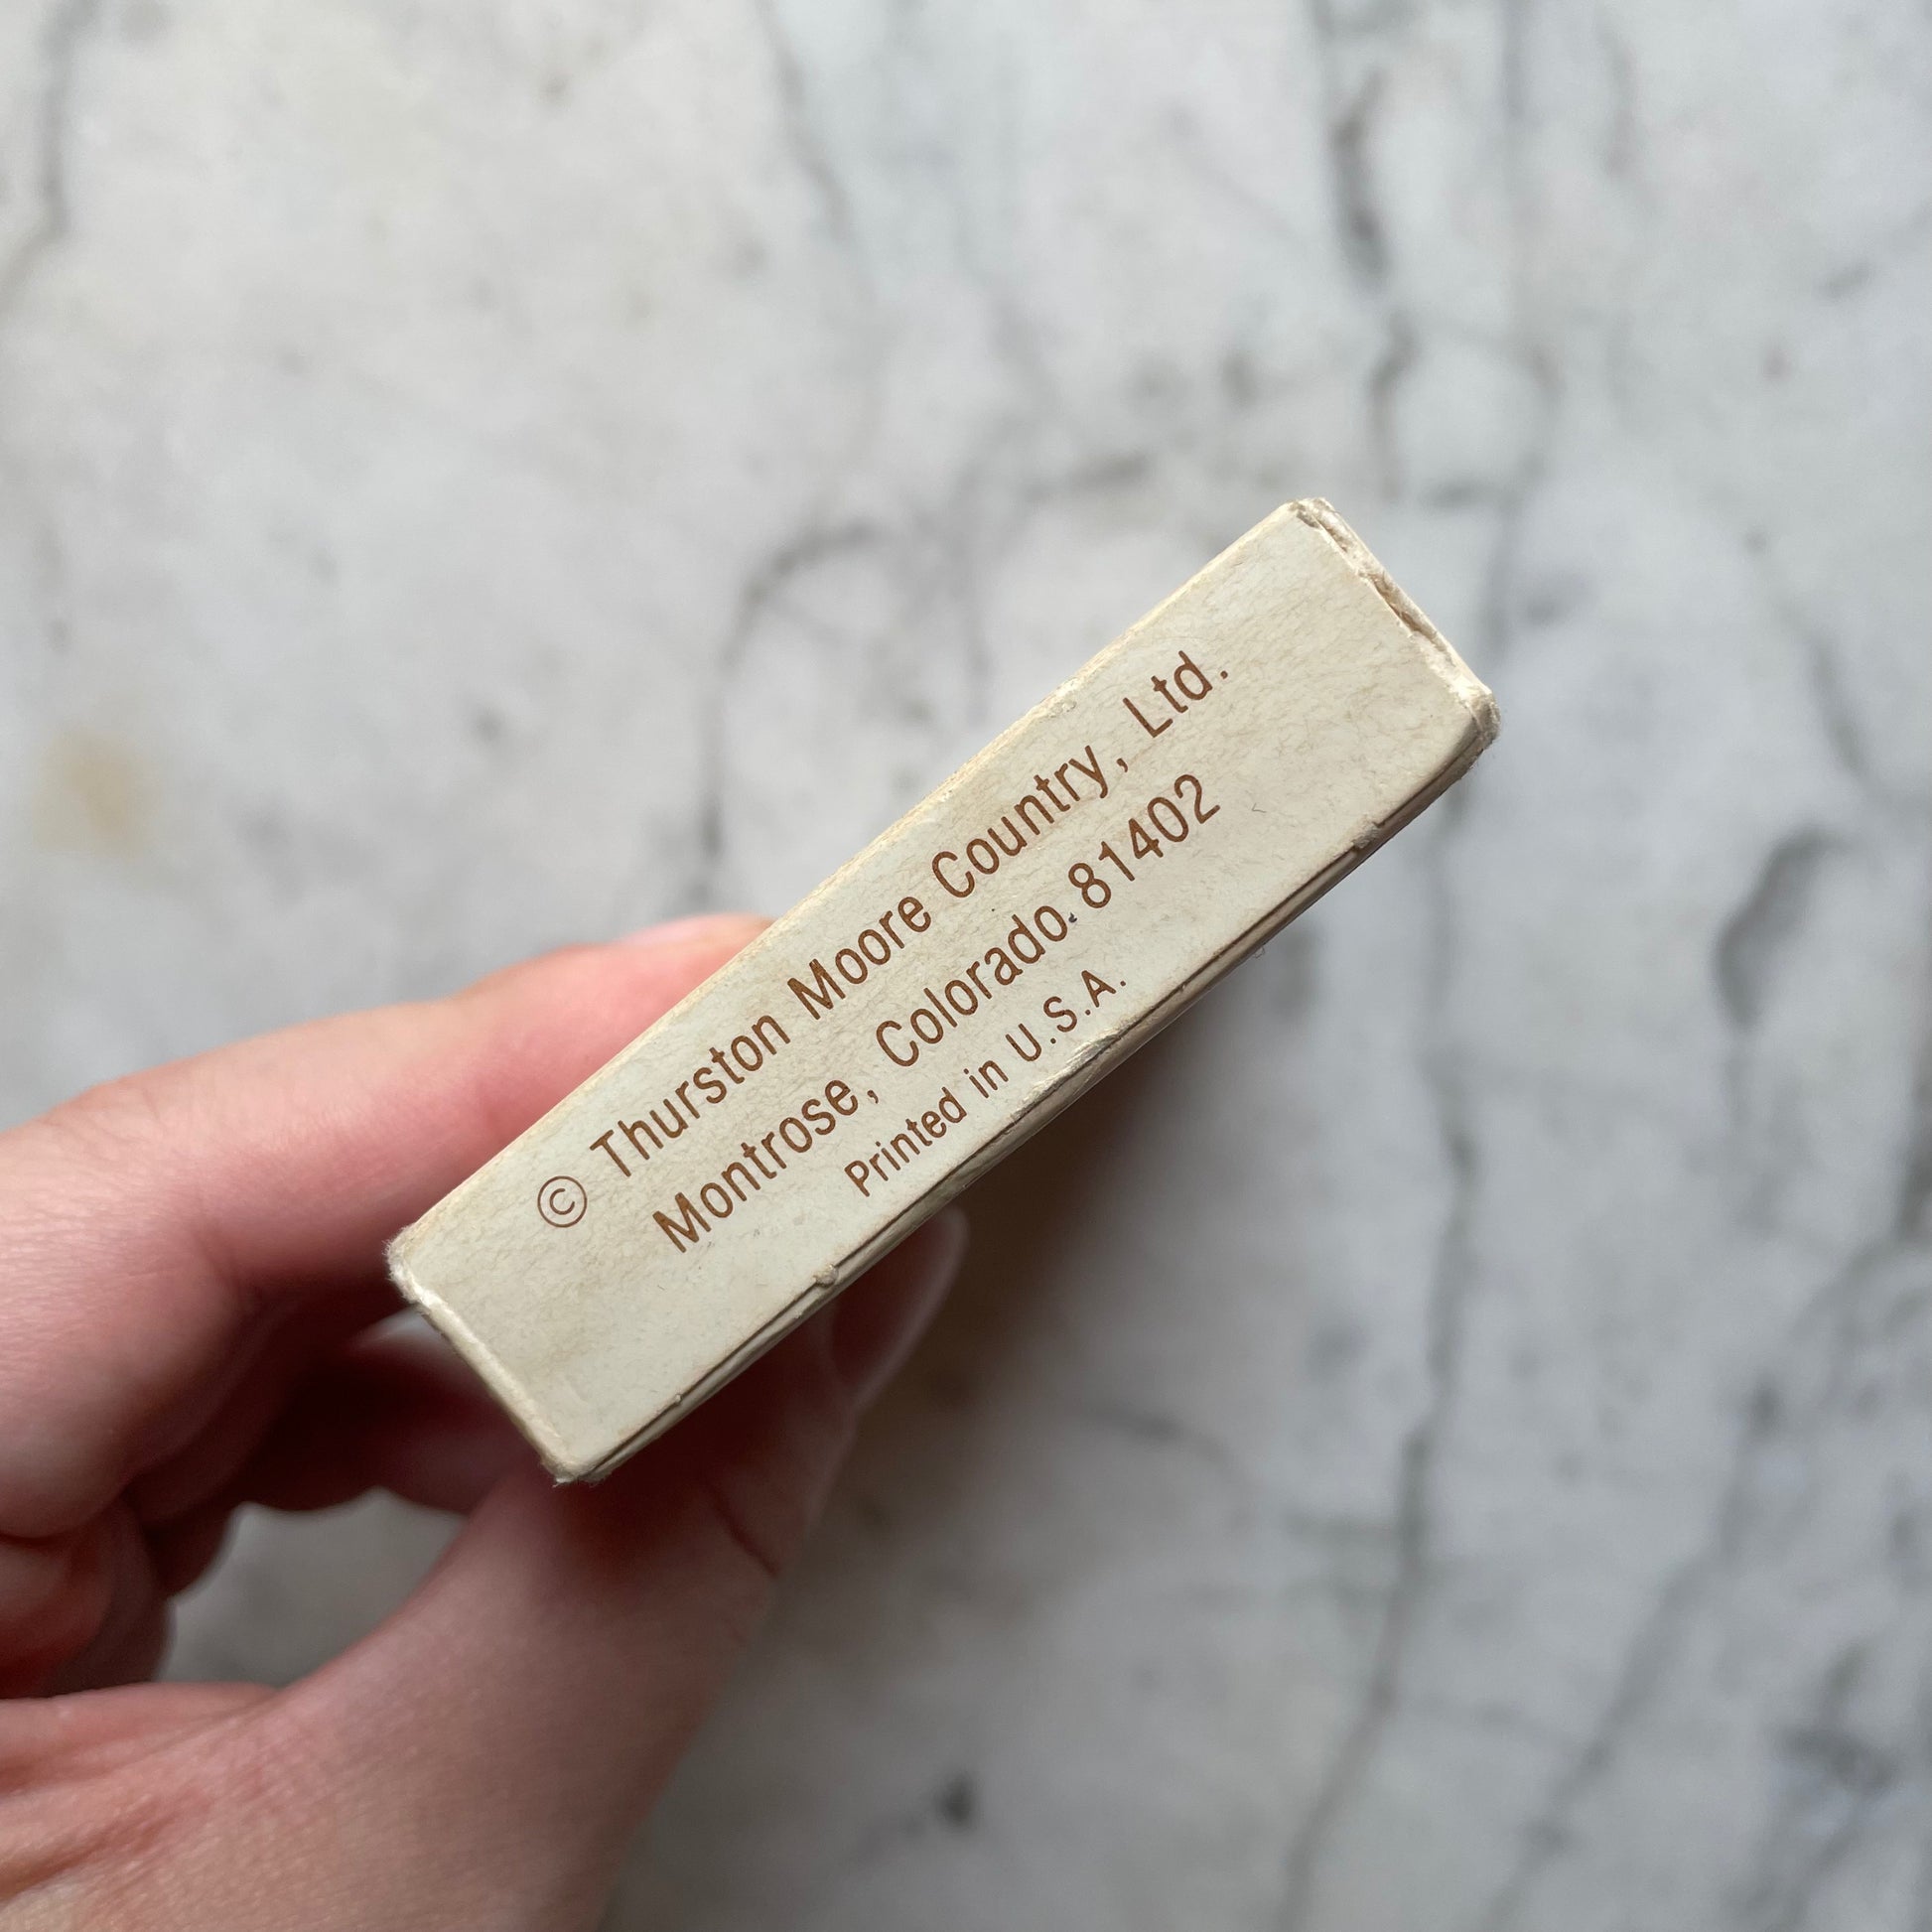 © Thurston Moore Country, Ltd.
Montrose, Colorado 81402
Printed in U.S.A.